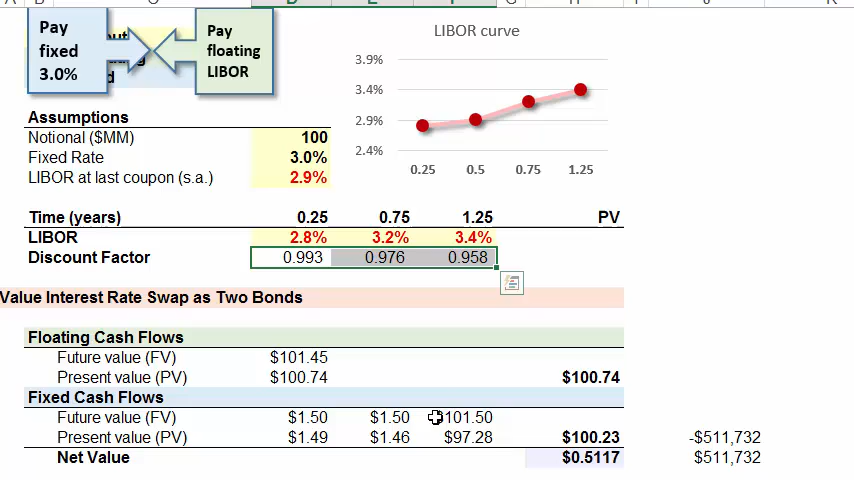 Pay
fixed
3.0%
Pay
floating
LIBOR
LIBOR curve
3.9%
3.4%
2.9%
2.4%
0.25 0.5 0.75 1.25
Assumptions
Notional ($MM) 100
Fixed Rate 3.0%
LIBOR at last coupon (s.a.) 2.9%
Time (years) 0.25 0.75 1.25 PV
LIBOR 2.8% 3.2% 3.4%
Discount Factor 0.993 0.976 0.958
Value Interest Rate Swap as Two Bonds
Floating Cash Flows
Future value (FV) $101.45
Present value (PV) $100.74 $100.74
Fixed Cash Flows
Future value (FV) $1.50 $1.50 101.50
Present value (PV) $1.49 $1.46 $97.28 $100.23 -$511,732
Net Value $0.5117 $511,732